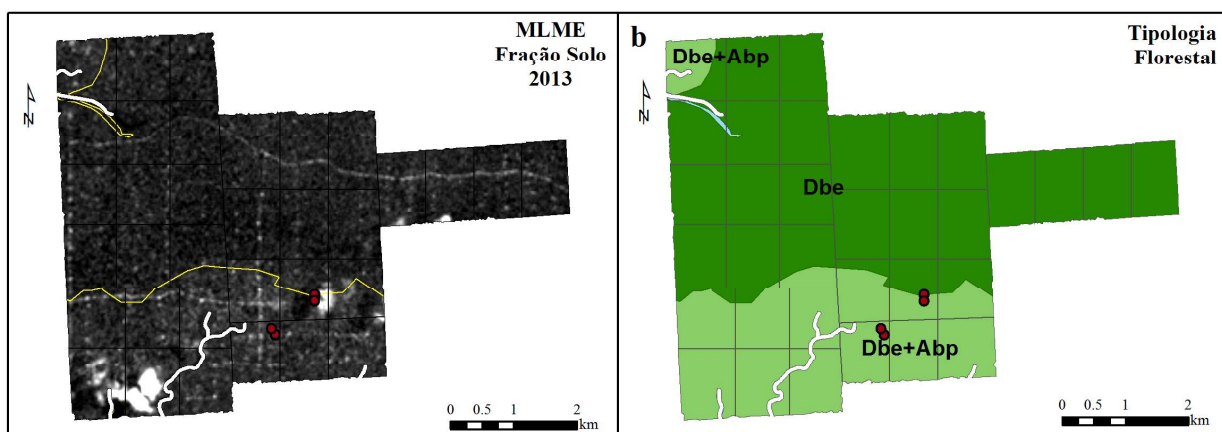 MLME
Fração Solo
2013
N
0 0.5 1 2
km
b
Tipologia
Florestal
Dbe+Abp
N
Dbe
Dbe+Abp
0 0.5 1 2
km